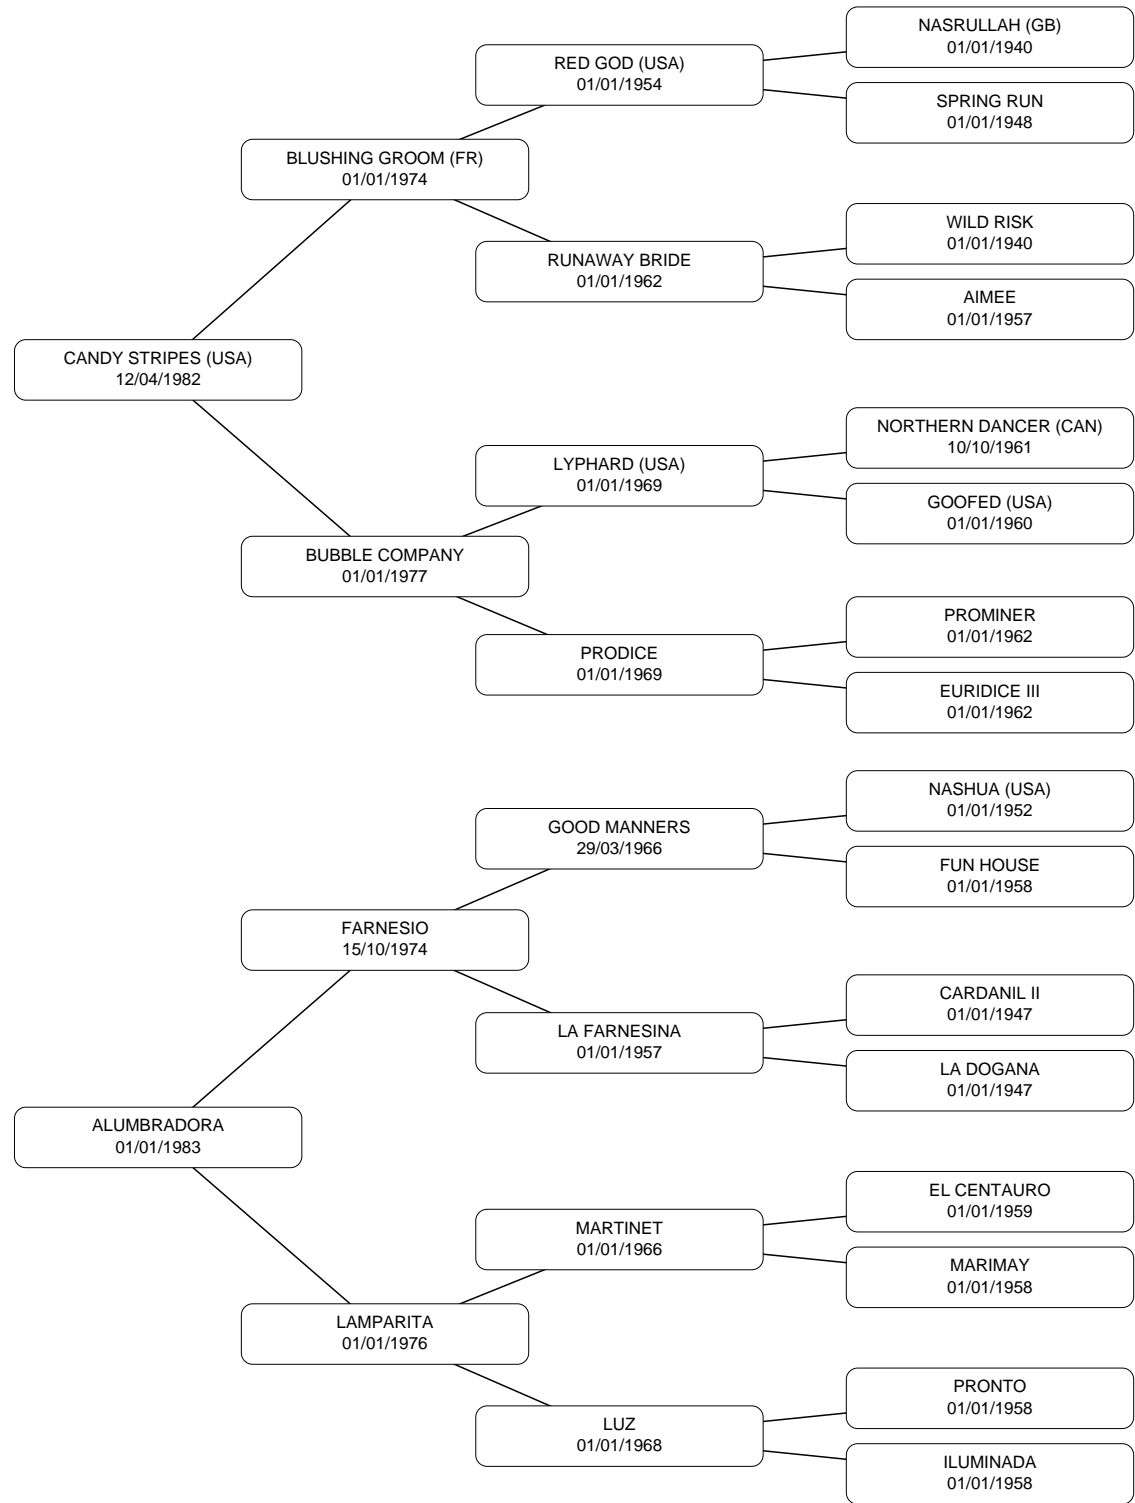 NASRULLAH (GB)
01/01/1940
RED GOD (USA)
01/01/1954
SPRING RUN
01/01/1948
BLUSHING GROOM (FR)
01/01/1974
WILD RISK
01/01/1940
RUNAWAY BRIDE
01/01/1962
AIMEE
01/01/1957
CANDY STRIPES (USA)
12/04/1982
NORTHERN DANCER (CAN)
10/10/1961
LYPHARD (USA)
01/01/1969
GOOFED (USA)
01/01/1960
BUBBLE COMPANY
01/01/1977
PROMINER
01/01/1962
PRODICE
01/01/1969
EURIDICE III
01/01/1962
NASHUA (USA)
01/01/1952
GOOD MANNERS
29/03/1966
FUN HOUSE
01/01/1958
FARNESIO
15/10/1974
CARDANIL II
01/01/1947
LA FARNESINA
01/01/1957
LA DOGANA
01/01/1947
ALUMBRADORA
01/01/1983
EL CENTAURO
01/01/1959
MARTINET
01/01/1966
MARIMAY
01/01/1958
LAMPARITA
01/01/1976
PRONTO
01/01/1958
LUZ
01/01/1968
ILUMINADA
01/01/1958